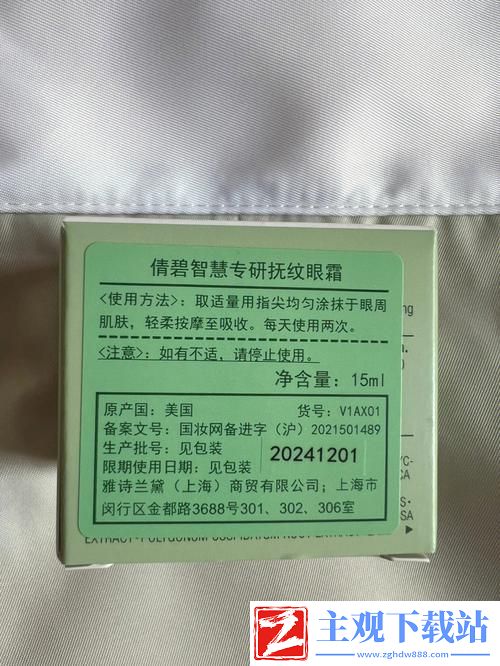 倩碧智慧专研抚纹眼霜
<使用方法>：取适量用指尖均匀涂抹于眼周
肌肤，轻柔按摩至吸收。每天使用两次。
<注意>：如有不适，请停止使用。
净含量：15ml
原产国：美国 货号：V1AX01
备案文号：国妆网备进字（沪）2021501489
生产批号：见包装
限期使用日期：见包装
20241201
雅诗兰黛（上海）商贸有限公司；上海市
闵行区金都路3688号301、302、306室
主观下载站
www.zghdw888.com